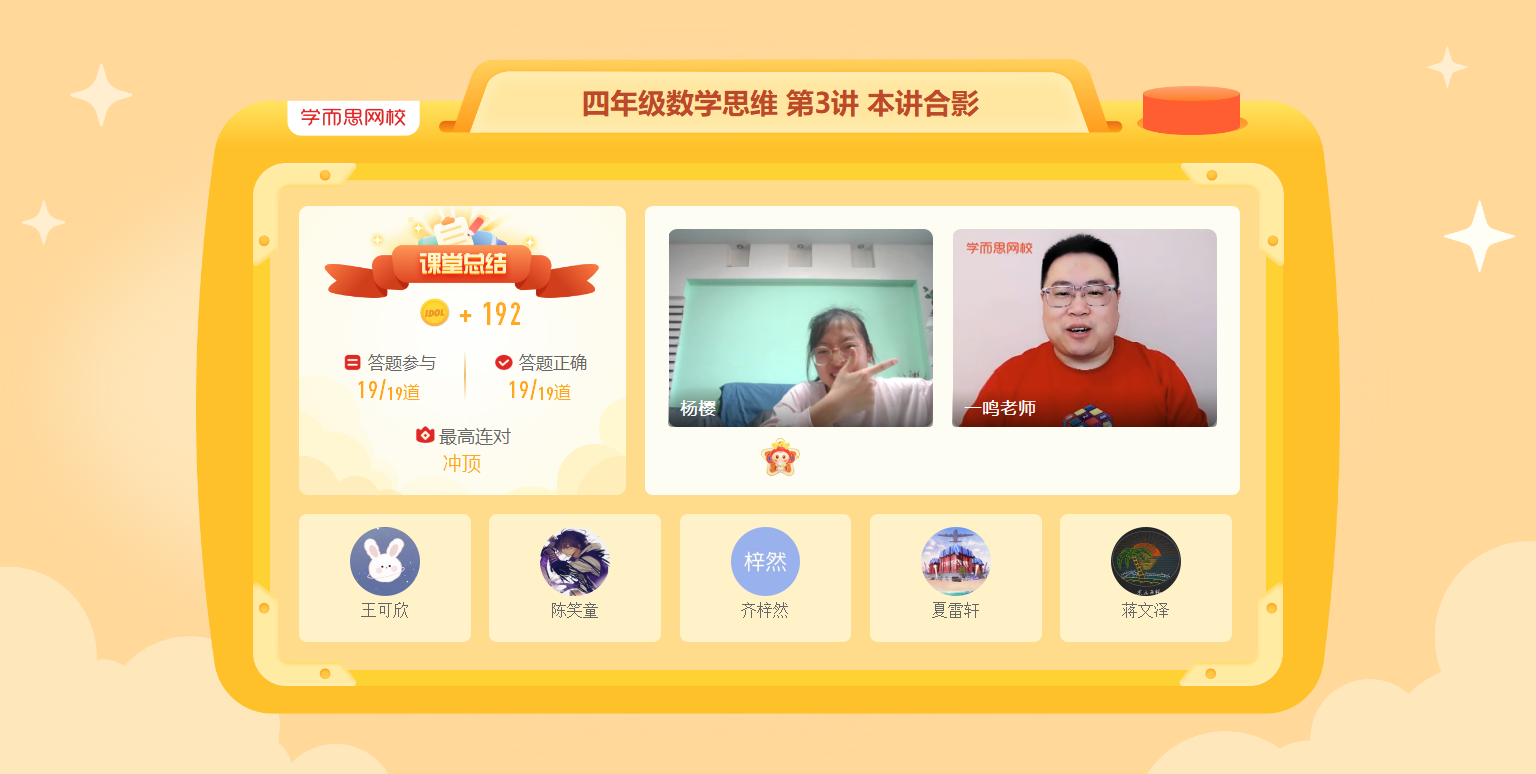 四年级数学思维 第3讲 本讲合影
学而思网校
课堂总结
IDOL + 192
答题参与
19/19道
答题正确
19/19道
最高连对
冲顶
杨樱
学而思网校
一鸣老师
梓然
王可欣
陈笑童
齐梓然
夏雷轩
蒋文泽